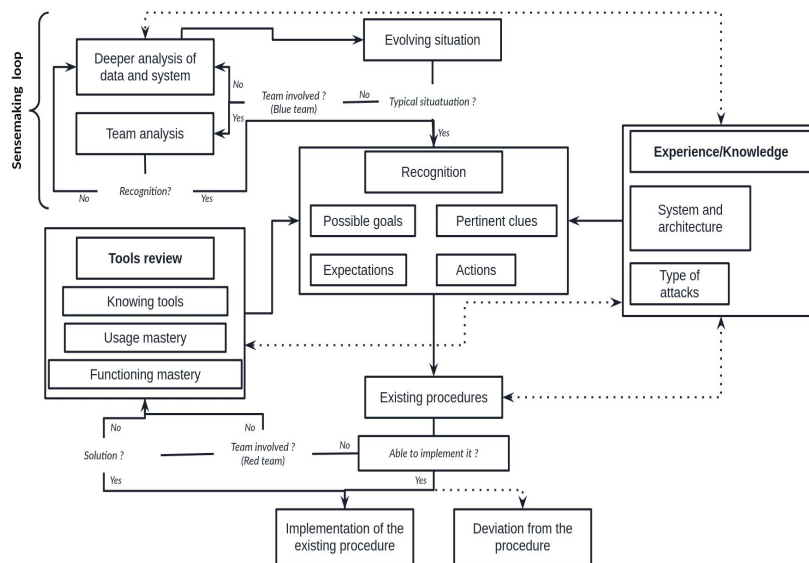 Sensemaking loop
Deeper analysis of
data and system
Evolving situation
No
Team involved ?
(Blue team)
No
Typical situatuation ?
Yes
Team analysis
Yes
Recognition?
No
Yes
Experience/Knowledge
System and
architecture
Type of
attacks
Recognition
Possible goals
Pertinent clues
Expectations
Actions
Tools review
Knowing tools
Usage mastery
Functioning mastery
Existing procedures
No
No
Solution ?
Team involved ?
(Red team)
No
Able to implement it ?
Yes
Yes
Implementation of the
existing procedure
Deviation from the
procedure